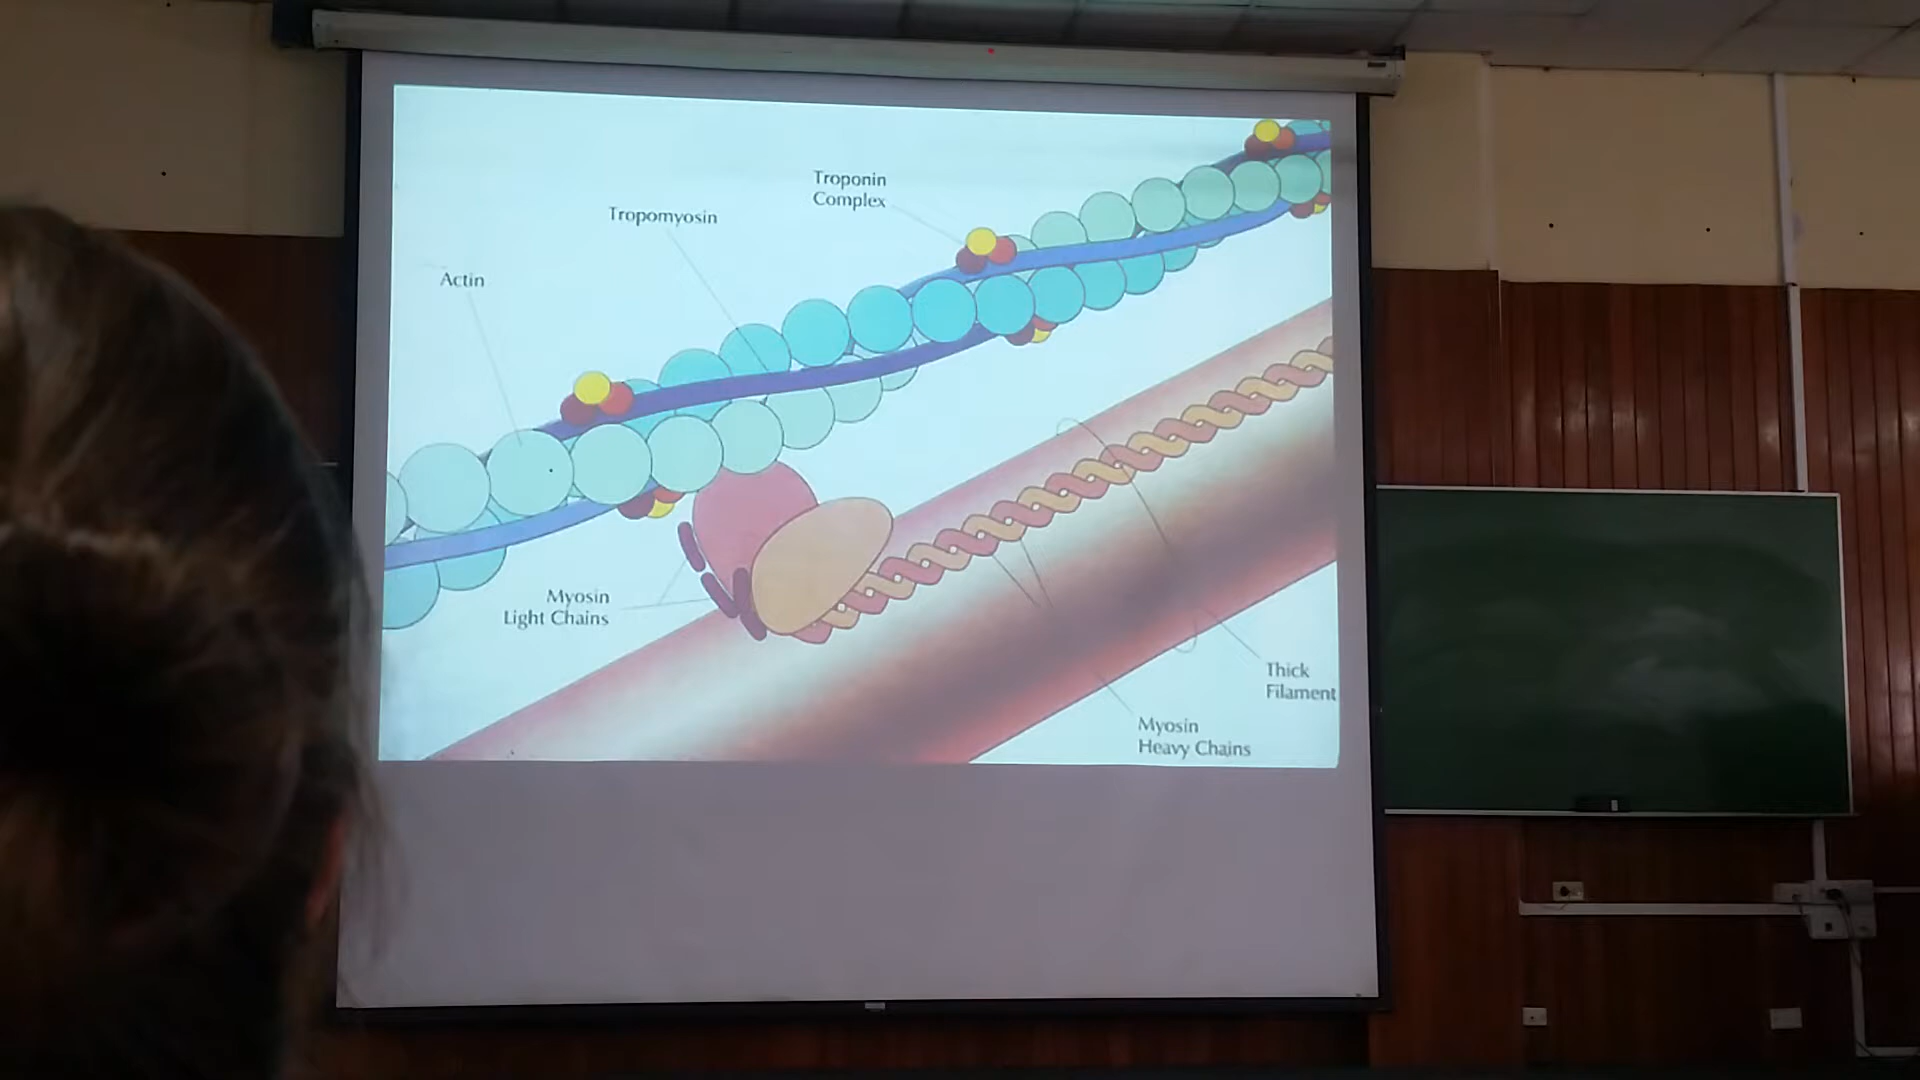 Troponin
Complex
Tropomyosin
Actin
Myosin
Light Chains
Thick
Filament
Myosin
Heavy Chains